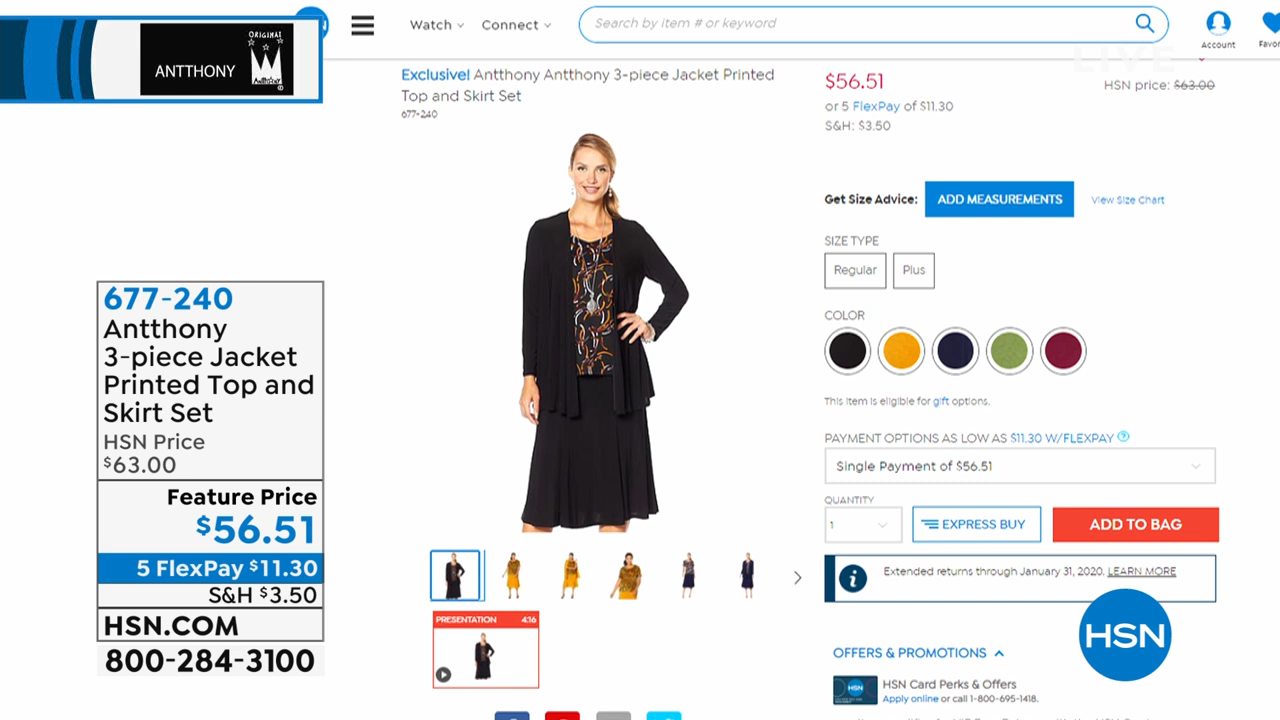 ORIGINAL
ANTTHONY
Watch
Connect
Search by item # or keyword
Account
LIVE
Exclusive! Antthony Antthony 3-piece Jacket Printed
Top and Skirt Set
677-240
$56.51
HSN price: $63.00
or 5 FlexPay of $11.30
S&H: $3.50
Get Size Advice:
ADD MEASUREMENTS
View Size Chart
SIZE TYPE
Regular
Plus
COLOR
This item is eligible for gift options.
PAYMENT OPTIONS AS LOW AS $11.30 W/FLEXPAY ?
Single Payment of $56.51
QUANTITY
1
EXPRESS BUY
ADD TO BAG
Extended returns through January 31, 2020. LEARN MORE
OFFERS & PROMOTIONS
HSN
HSN Card Perks & Offers
Apply online or call 1-800-695-1418.
PRESENTATION 4:16
677-240
Antthony
3-piece Jacket
Printed Top and
Skirt Set
HSN Price
$63.00
Feature Price
$56.51
5 FlexPay $11.30
S&H $3.50
HSN.COM
800-284-3100
HSN